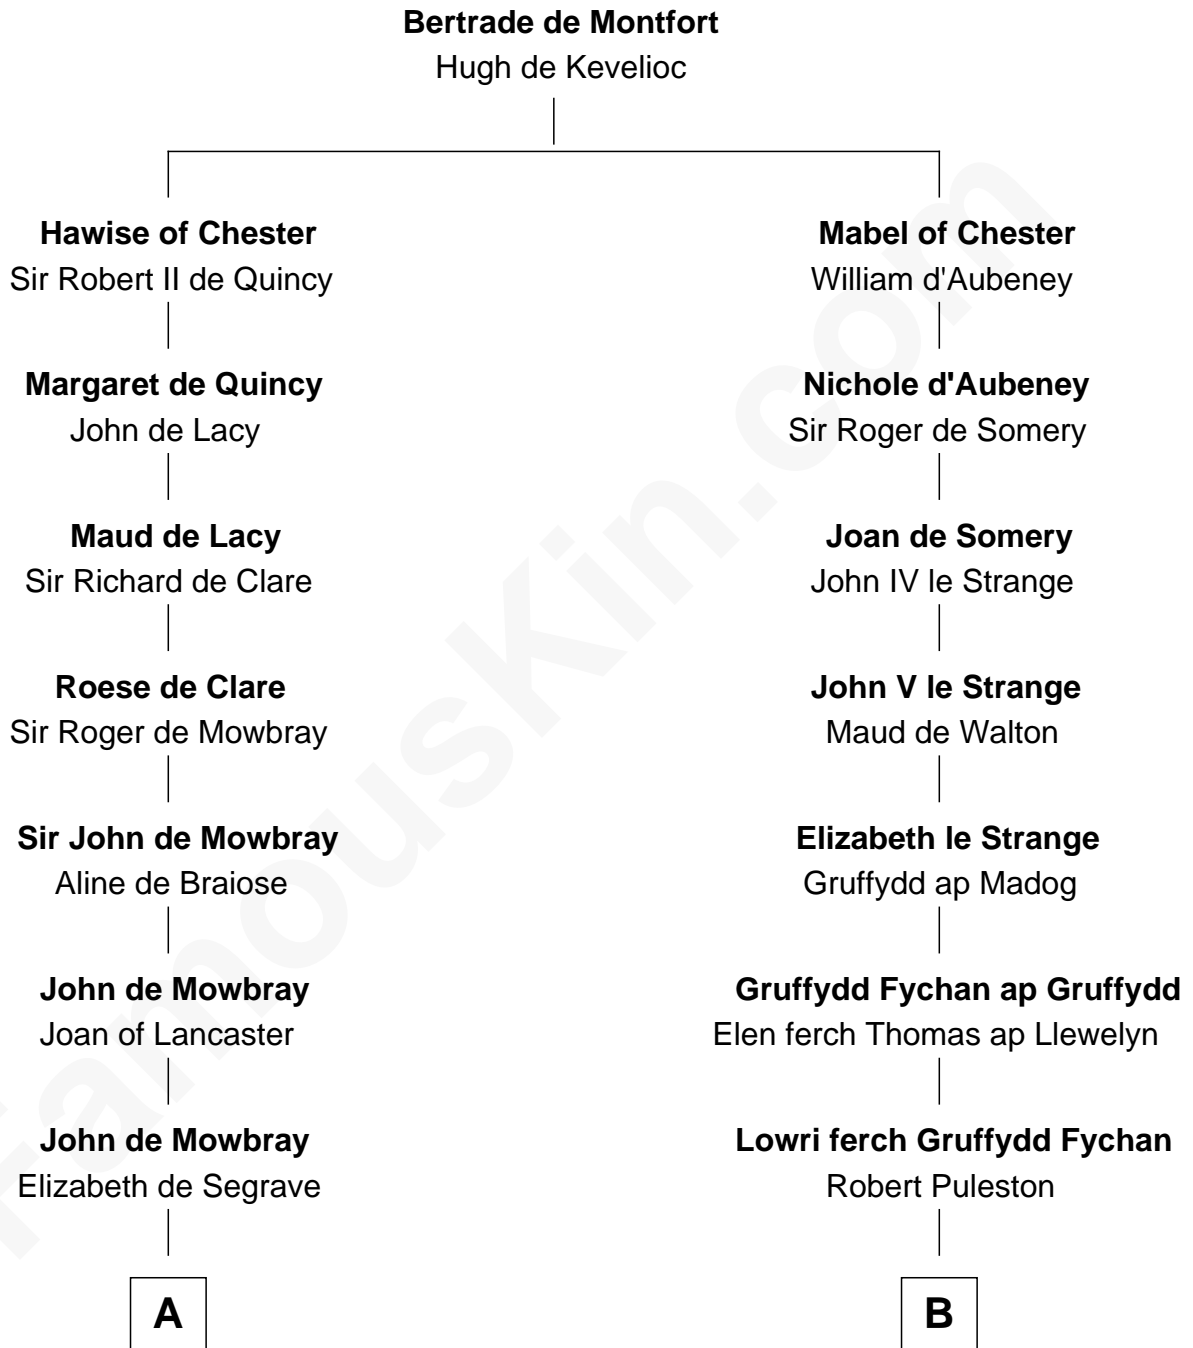 Bertrade de Montfort
Hugh de Kevelioc
Hawise of Chester
Sir Robert II de Quincy
Mabel of Chester
William d'Aubeney
Margaret de Quincy
John de Lacy
Nichole d'Aubeney
Sir Roger de Somery
Maud de Lacy
Sir Richard de Clare
Joan de Somery
John IV le Strange
Roese de Clare
Sir Roger de Mowbray
John V le Strange
Maud de Walton
Sir John de Mowbray
Aline de Braiose
Elizabeth le Strange
Gruffydd ap Madog
John de Mowbray
Joan of Lancaster
Gruffydd Fychan ap Gruffydd
Elen ferch Thomas ap Llewelyn
John de Mowbray
Elizabeth de Segrave
Lowri ferch Gruffydd Fychan
Robert Puleston
A
B
FamousKin.com